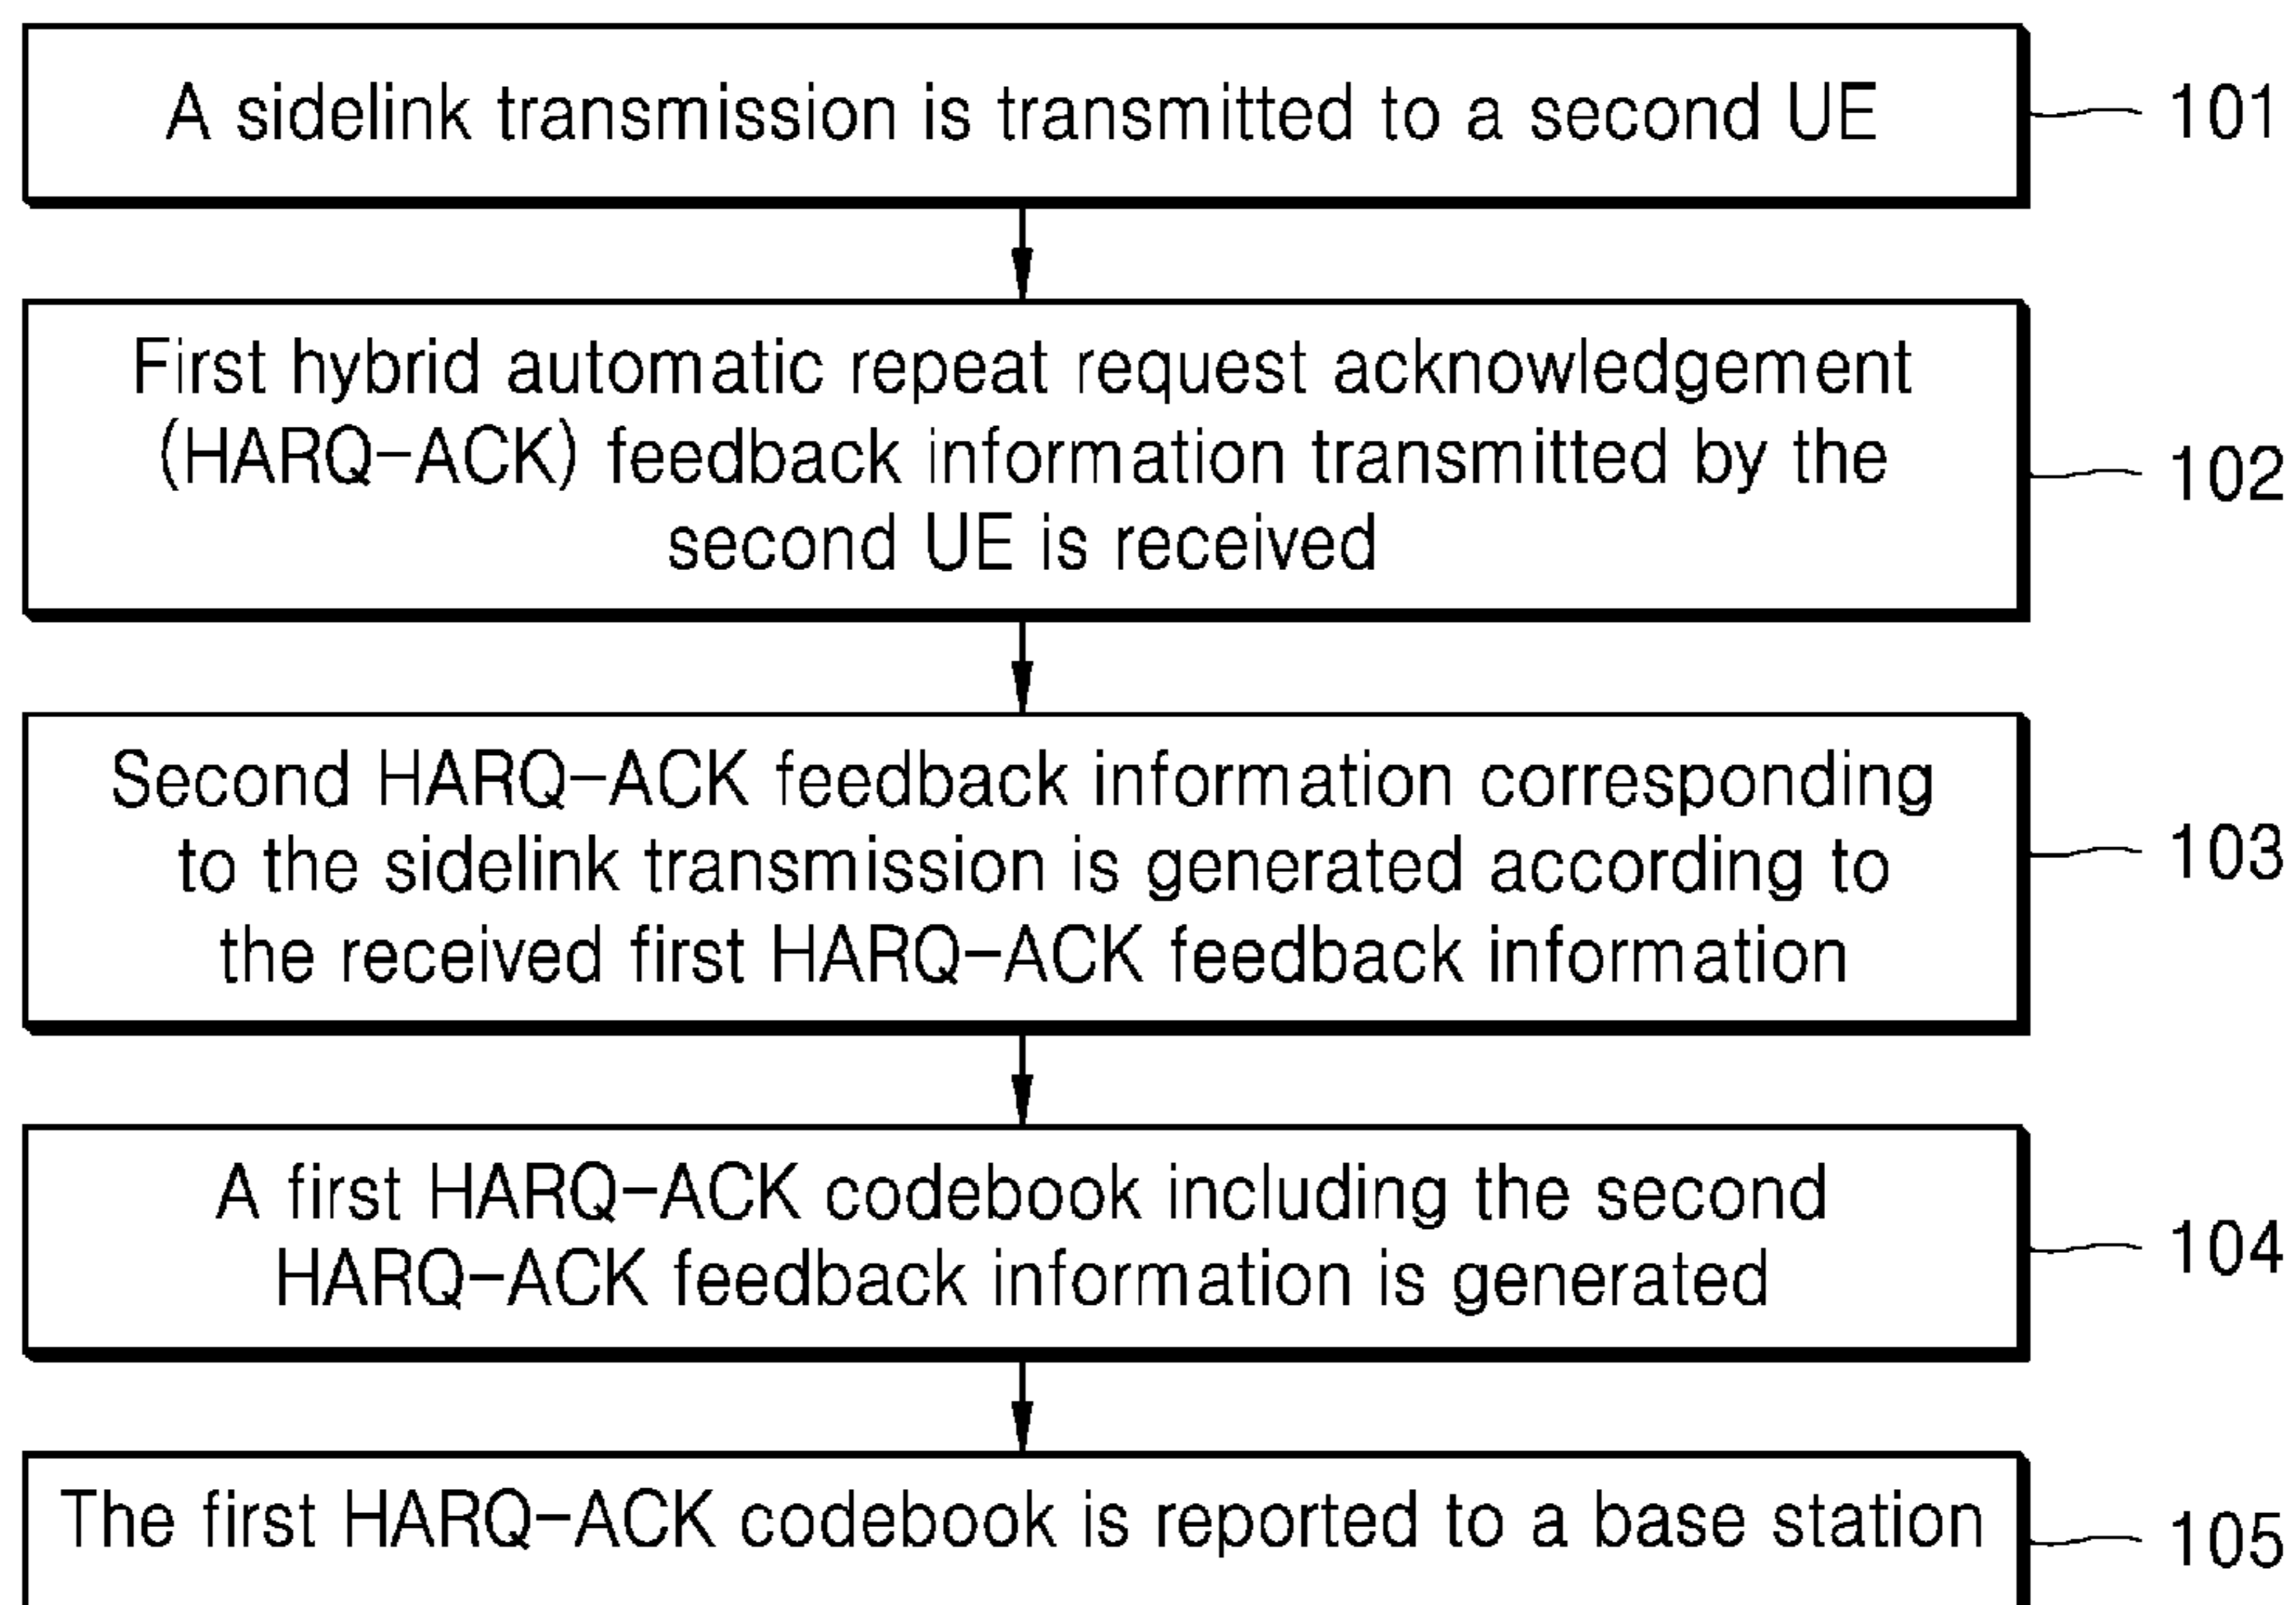 A sidelink transmission is transmitted to a second UE
101
First hybrid automatic repeat request acknowledgement
(HARQ-ACK) feedback information transmitted by the
second UE is received
102
Second HARQ-ACK feedback information corresponding
to the sidelink transmission is generated according to
the received first HARQ-ACK feedback information
103
A first HARQ-ACK codebook including the second
HARQ-ACK feedback information is generated
104
The first HARQ-ACK codebook is reported to a base station
105